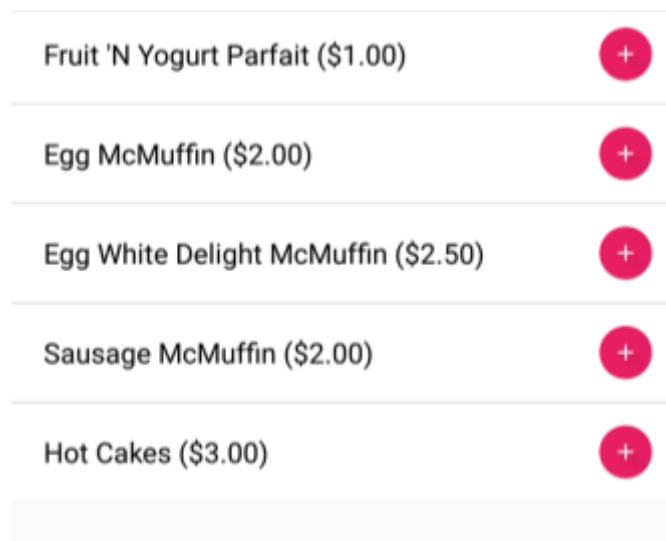 Fruit 'N Yogurt Parfait ($1.00)
+
Egg McMuffin ($2.00)
+
Egg White Delight McMuffin ($2.50)
+
Sausage McMuffin ($2.00)
+
Hot Cakes ($3.00)
+